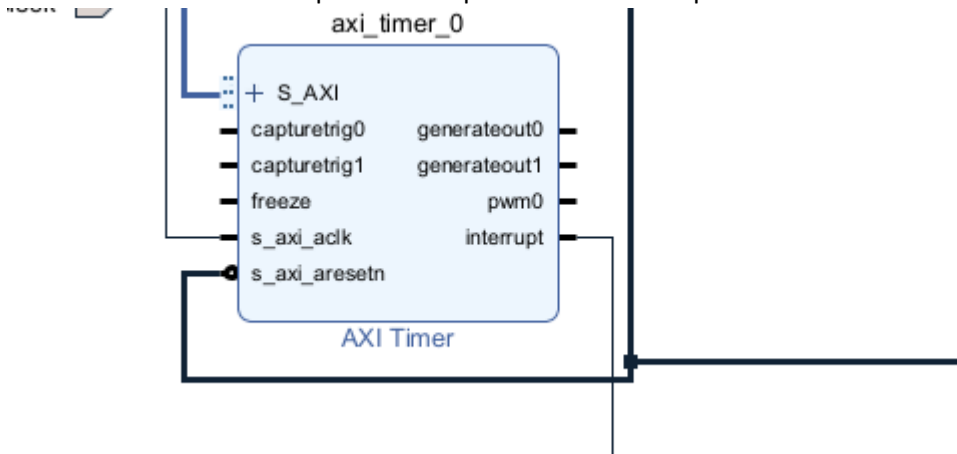 axi_timer_0
S_AXI
capturetrig0 generateout0
capturetrig1 generateout1
freeze pwm0
s_axi_aclk interrupt
s_axi_aresetn
AXI Timer